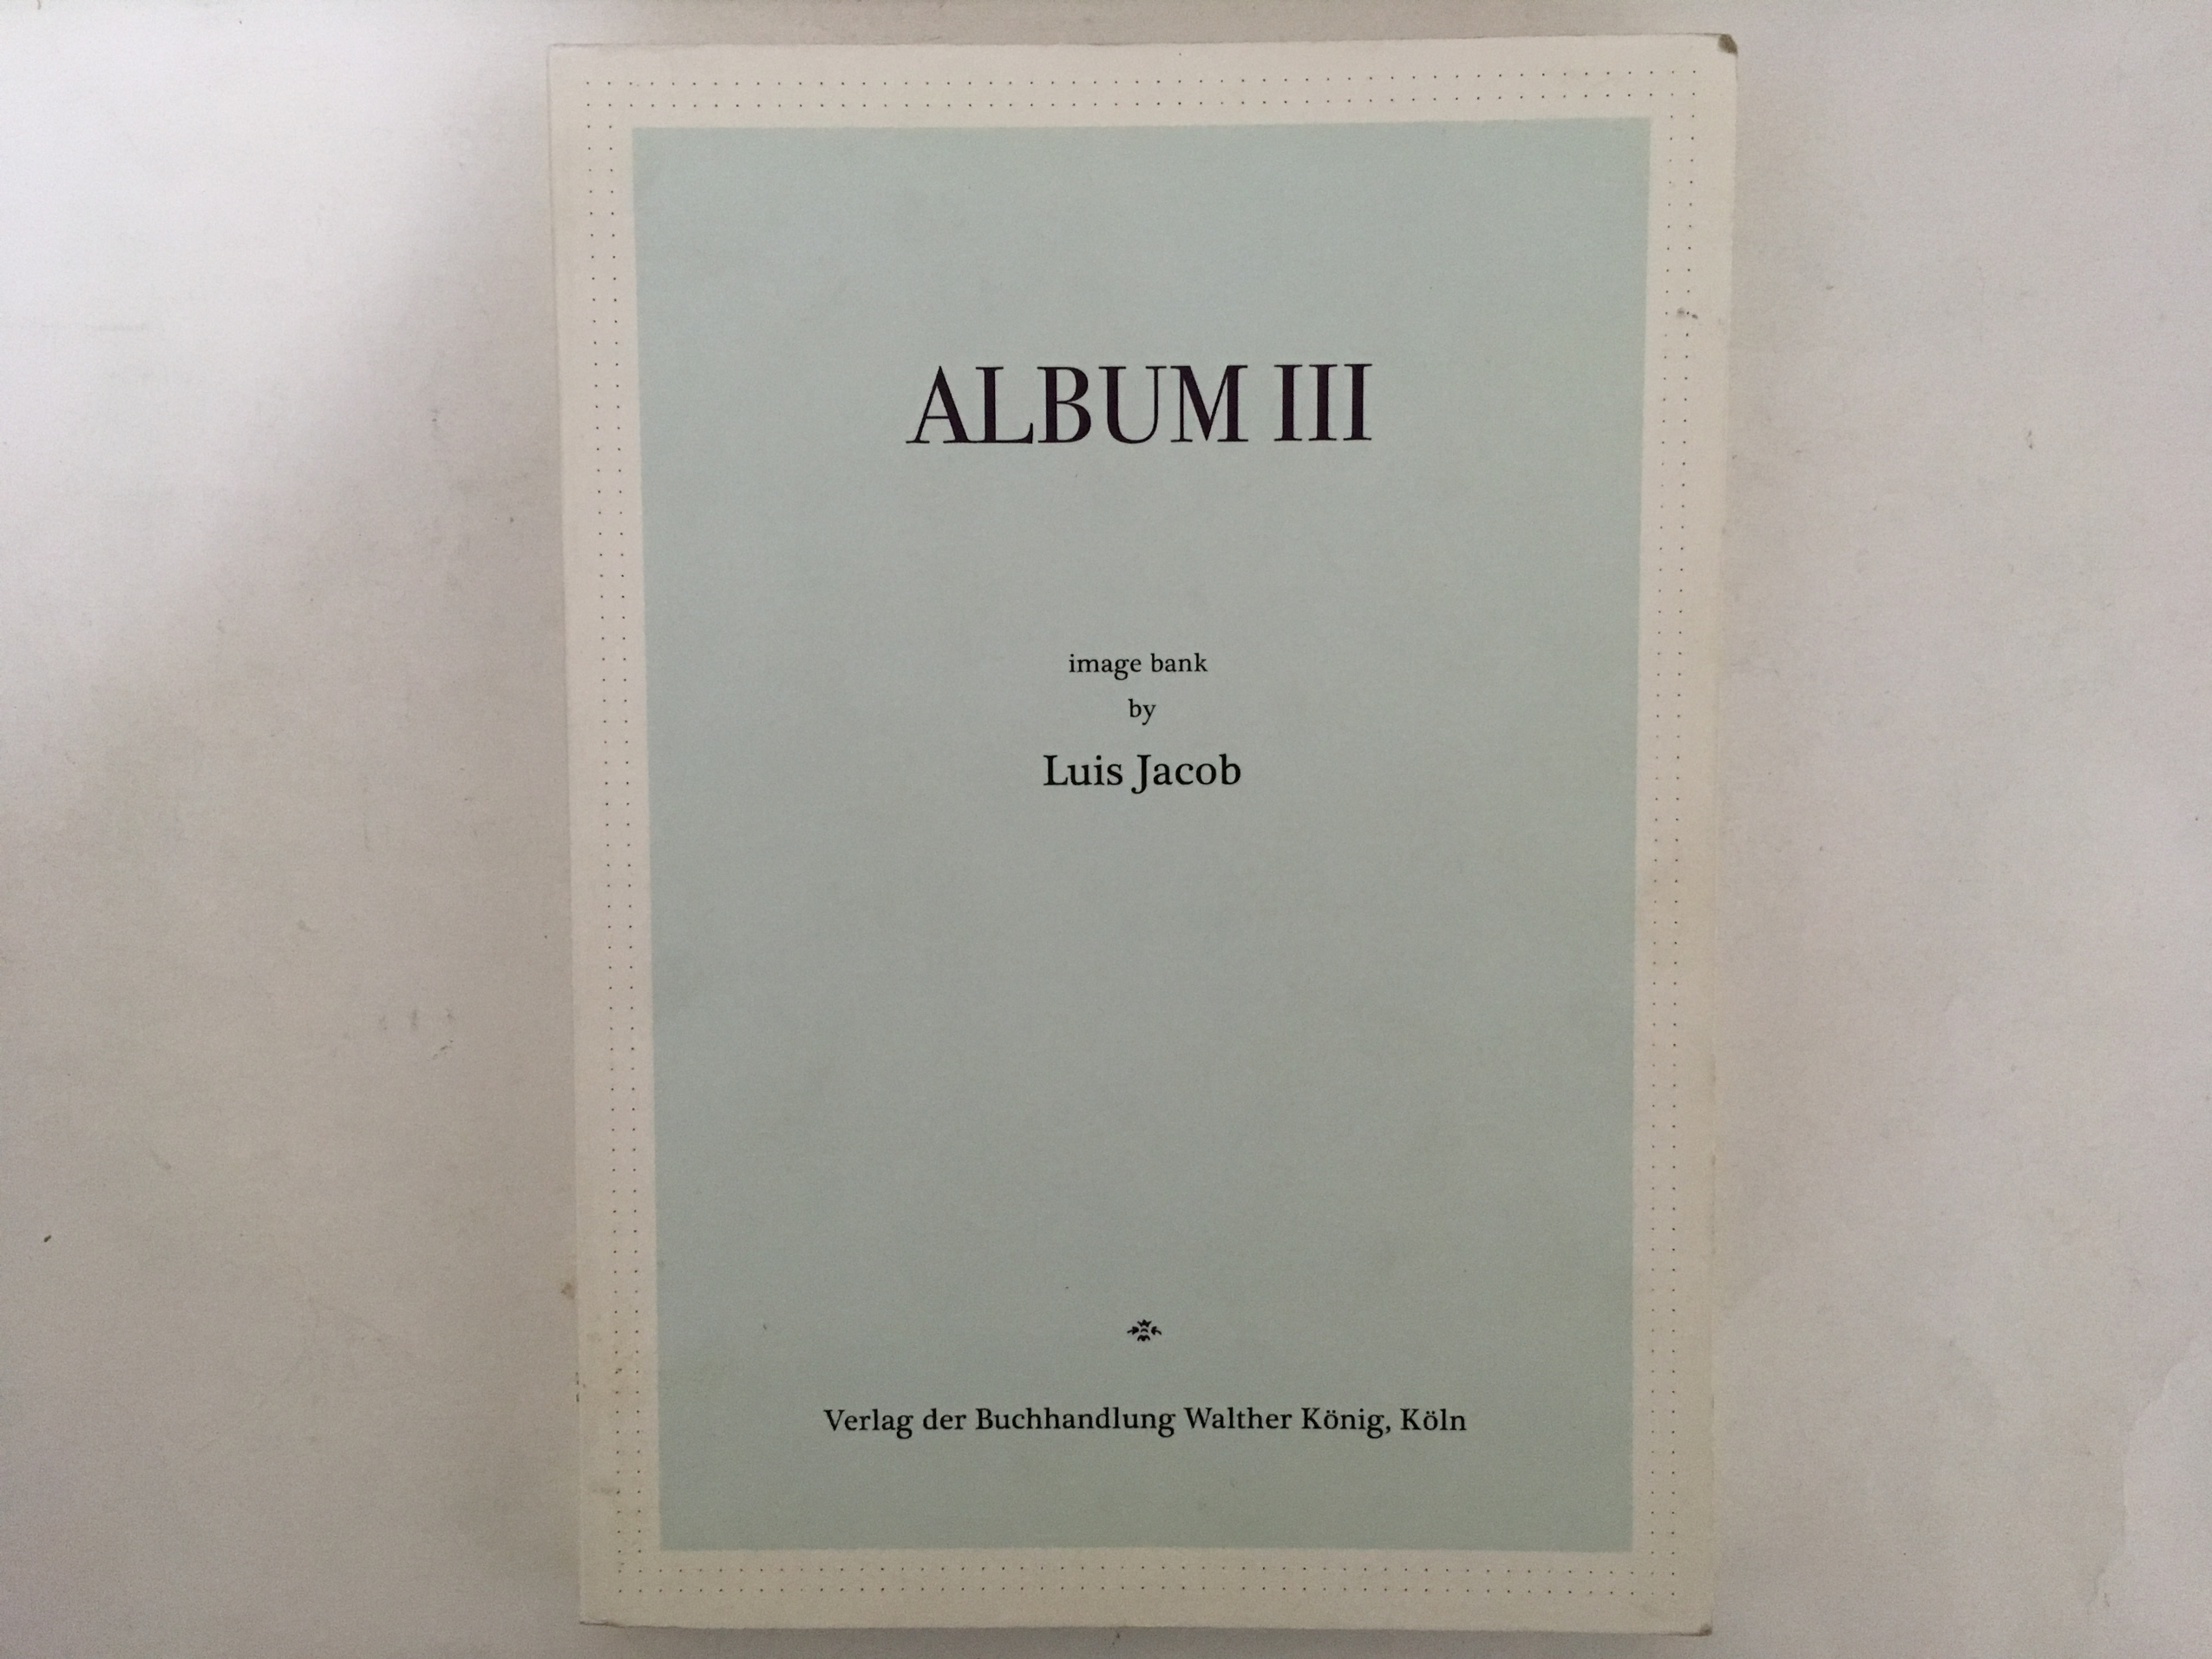 ALBUM III
image bank
by
Luis Jacob
Verlag der Buchhandlung Walther König, Köln